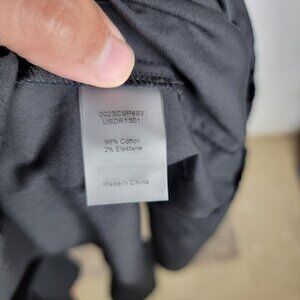 2023CSP493
USDR1301
98% Cotton
2% Elastane
Made In China